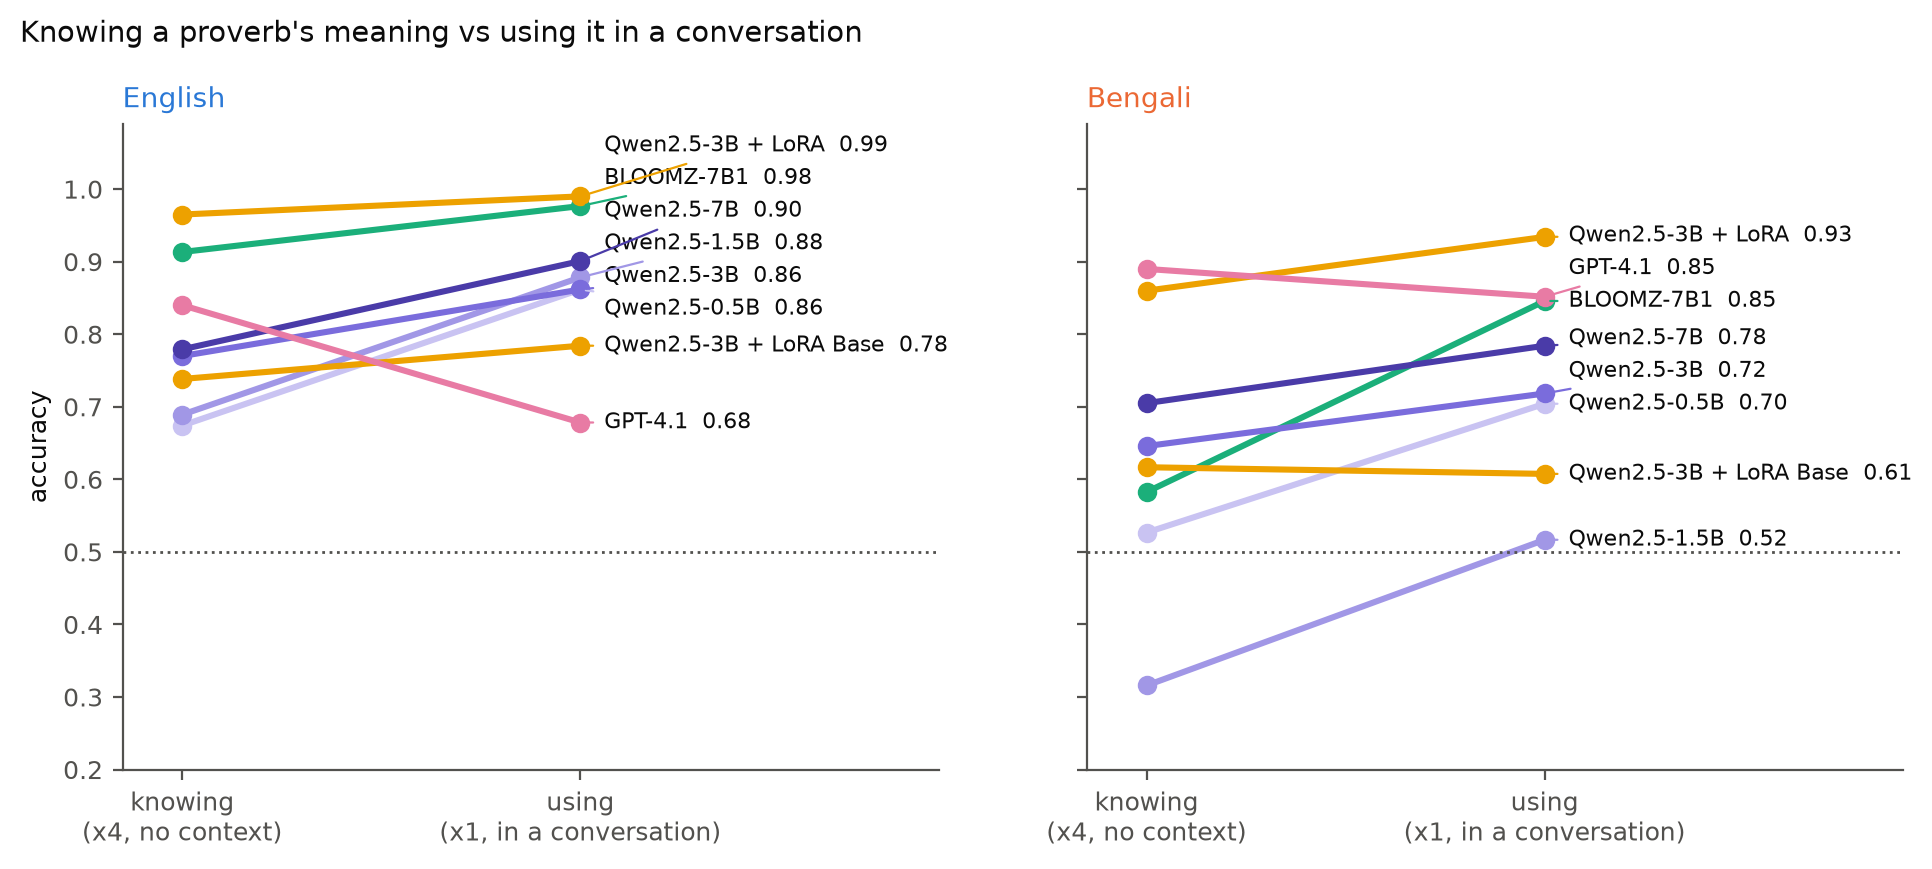 Knowing a proverb's meaning vs using it in a conversation
English
Qwen2.5-3B + LoRA 0.99
BLOOMZ-7B1 0.98
Qwen2.5-7B 0.90
Qwen2.5-1.5B 0.88
Qwen2.5-3B 0.86
Qwen2.5-0.5B 0.86
Qwen2.5-3B + LoRA Base 0.78
GPT-4.1 0.68
accuracy
1.0
0.9
0.8
0.7
0.6
0.5
0.4
0.3
0.2
knowing
(x4, no context)
using
(x1, in a conversation)
Bengali
Qwen2.5-3B + LoRA 0.93
GPT-4.1 0.85
BLOOMZ-7B1 0.85
Qwen2.5-7B 0.78
Qwen2.5-3B 0.72
Qwen2.5-0.5B 0.70
Qwen2.5-3B + LoRA Base 0.61
Qwen2.5-1.5B 0.52
knowing
(x4, no context)
using
(x1, in a conversation)